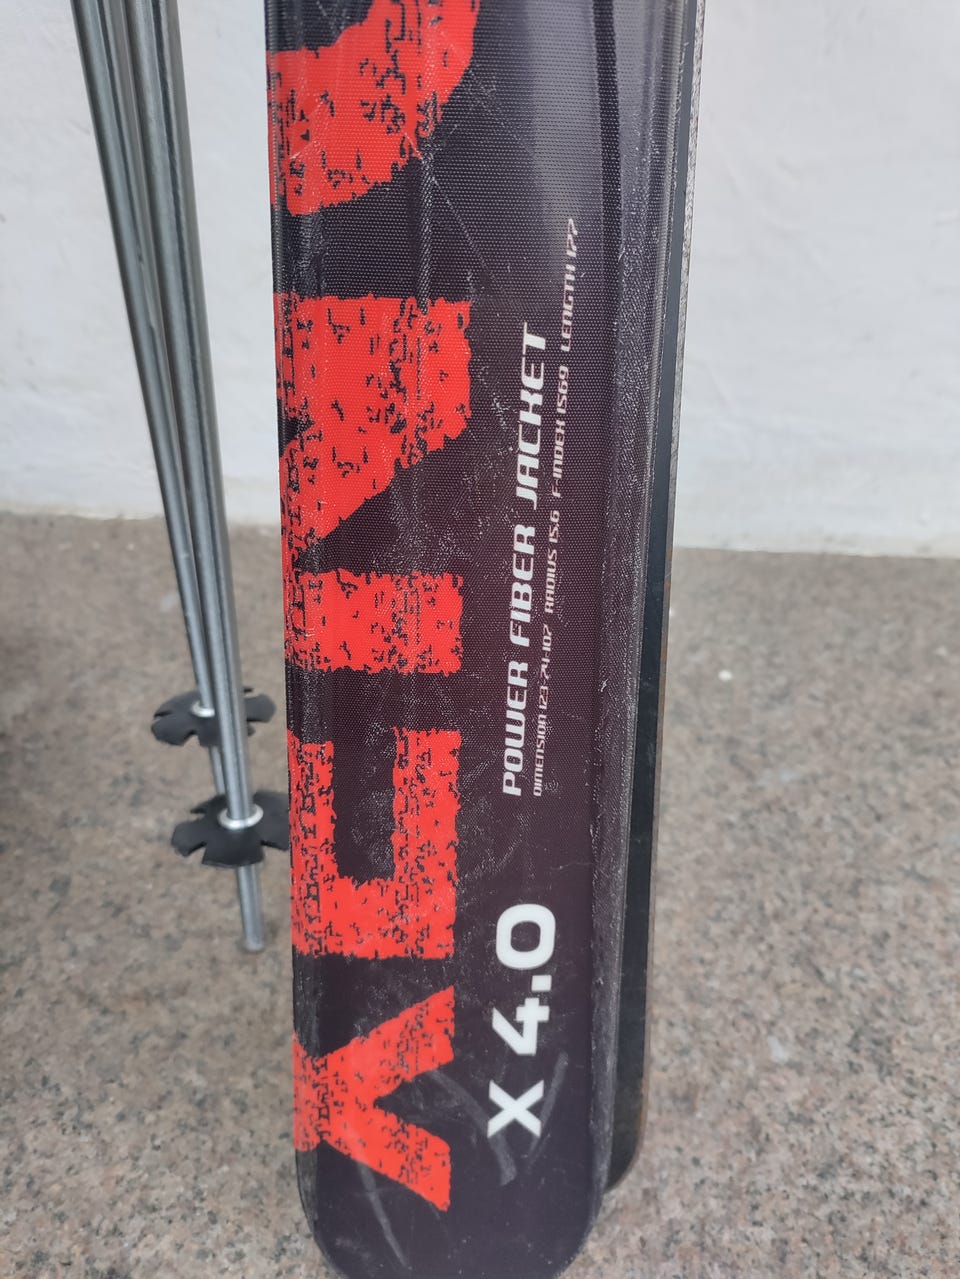 X 4.0
POWER FIBER JACKET
DIMENSION 123-74-107 RADIUS 15.6 F-INDEX 1569 LENGTH 177